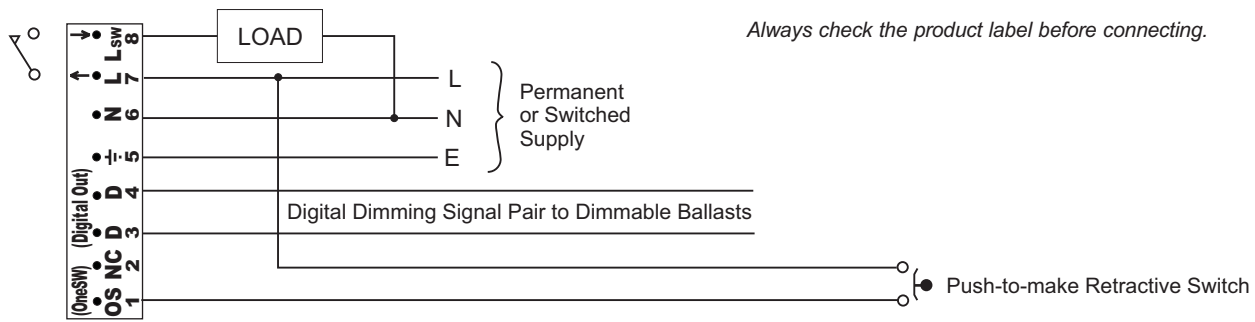 Always check the product label before connecting.
LOAD
Lsw 8
L 7
N 6
5
D 4
D 3
(Digital Out)
NC 2
OS 1
(OneSW)
L
N
E
Permanent
or Switched
Supply
Digital Dimming Signal Pair to Dimmable Ballasts
Push-to-make Retractive Switch